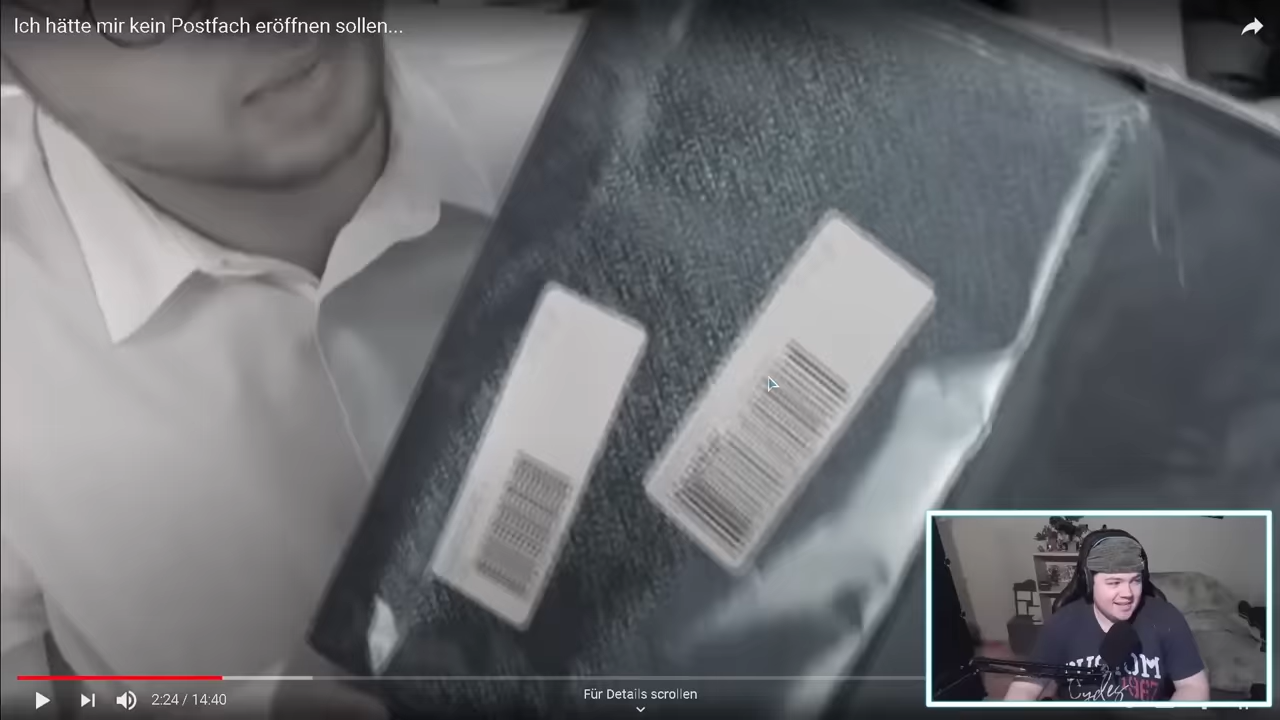 Ich hätte mir kein Postfach eröffnen sollen...
2:24 / 14:40
Für Details scrollen